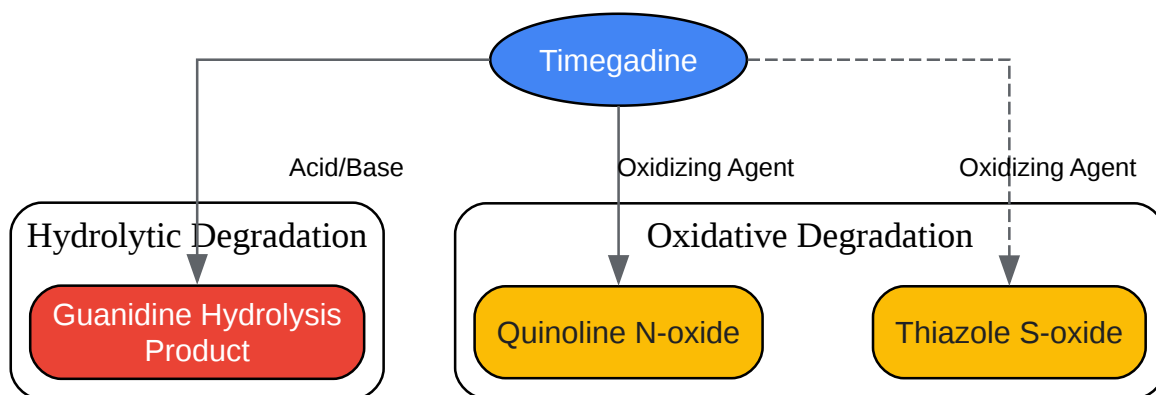 Timegadine
Acid/Base
Oxidizing Agent
Oxidizing Agent
Hydrolytic Degradation
Oxidative Degradation
Guanidine Hydrolysis
Product
Quinoline N-oxide
Thiazole S-oxide